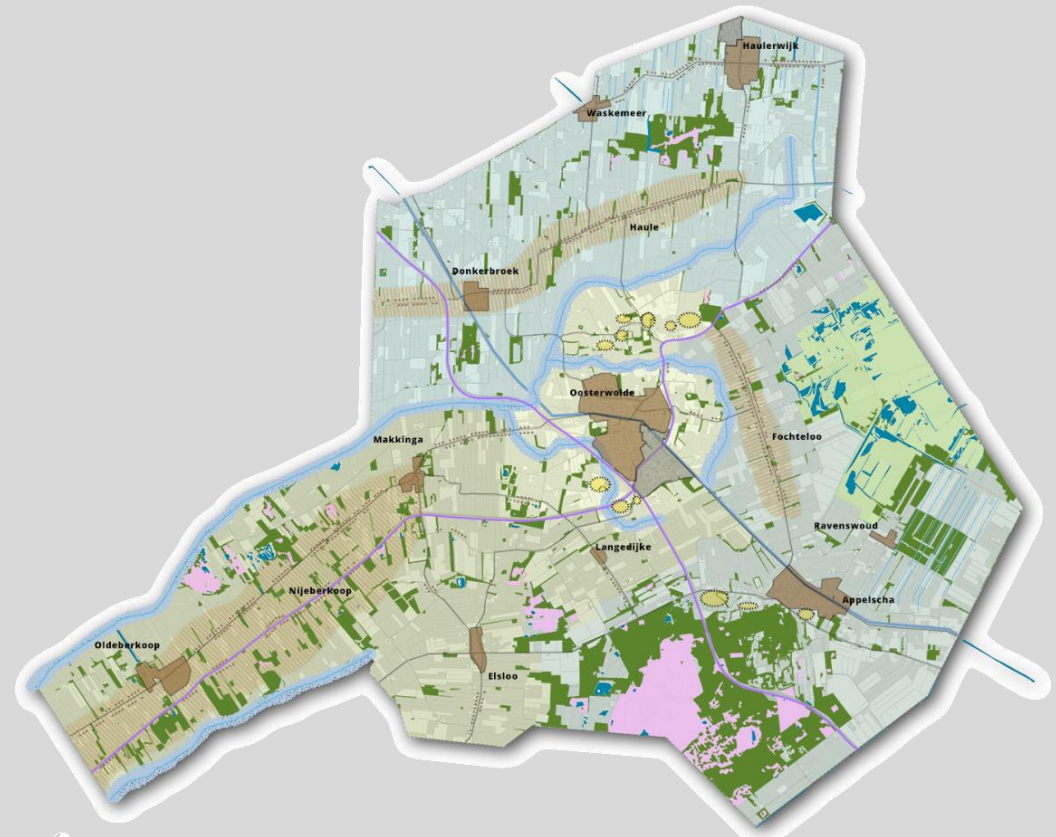 Haulerwijk
Waskemeer
Haule
Donkerbroek
Oosterwolde
Makkinga
Fochteloo
Ravenswoud
Langedijke
Nijeberkoop
Appelscha
Oldeberkoop
Elsloo